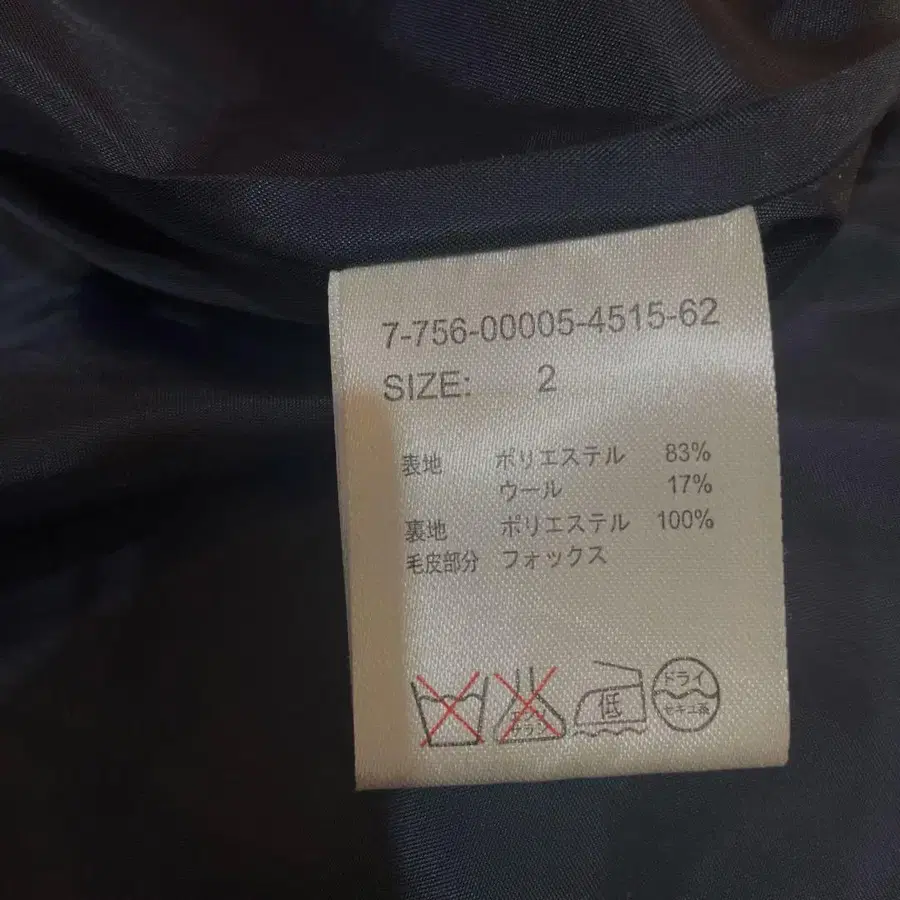 7-756-00005-4515-62
SIZE: 2
表地 ポリエステル 83%
ウール 17%
裏地 ポリエステル 100%
毛皮部分 フォックス
低
ドライ
セキユ系